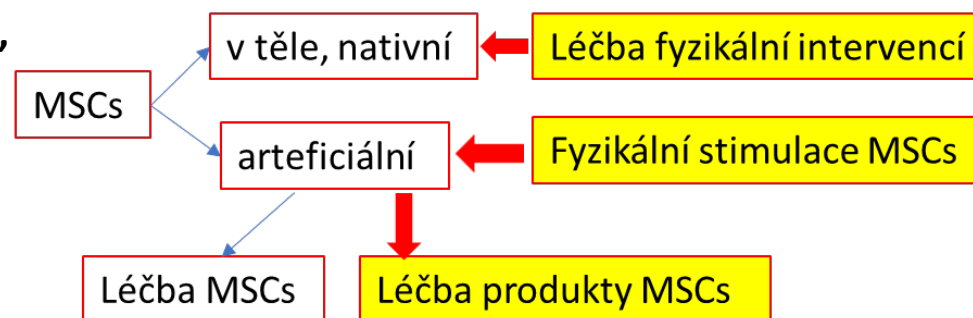 v těle, nativní
Léčba fyzikální intervencí
MSCs
arteficiální
Fyzikální stimulace MSCs
Léčba MSCs
Léčba produkty MSCs